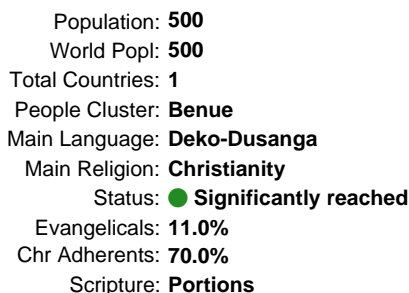 Population: 500
World Popl: 500
Total Countries: 1
People Cluster: Benue
Main Language: Deko-Dusanga
Main Religion: Christianity
Status: Significantly reached
Evangelicals: 11.0%
Chr Adherents: 70.0%
Scripture: Portions